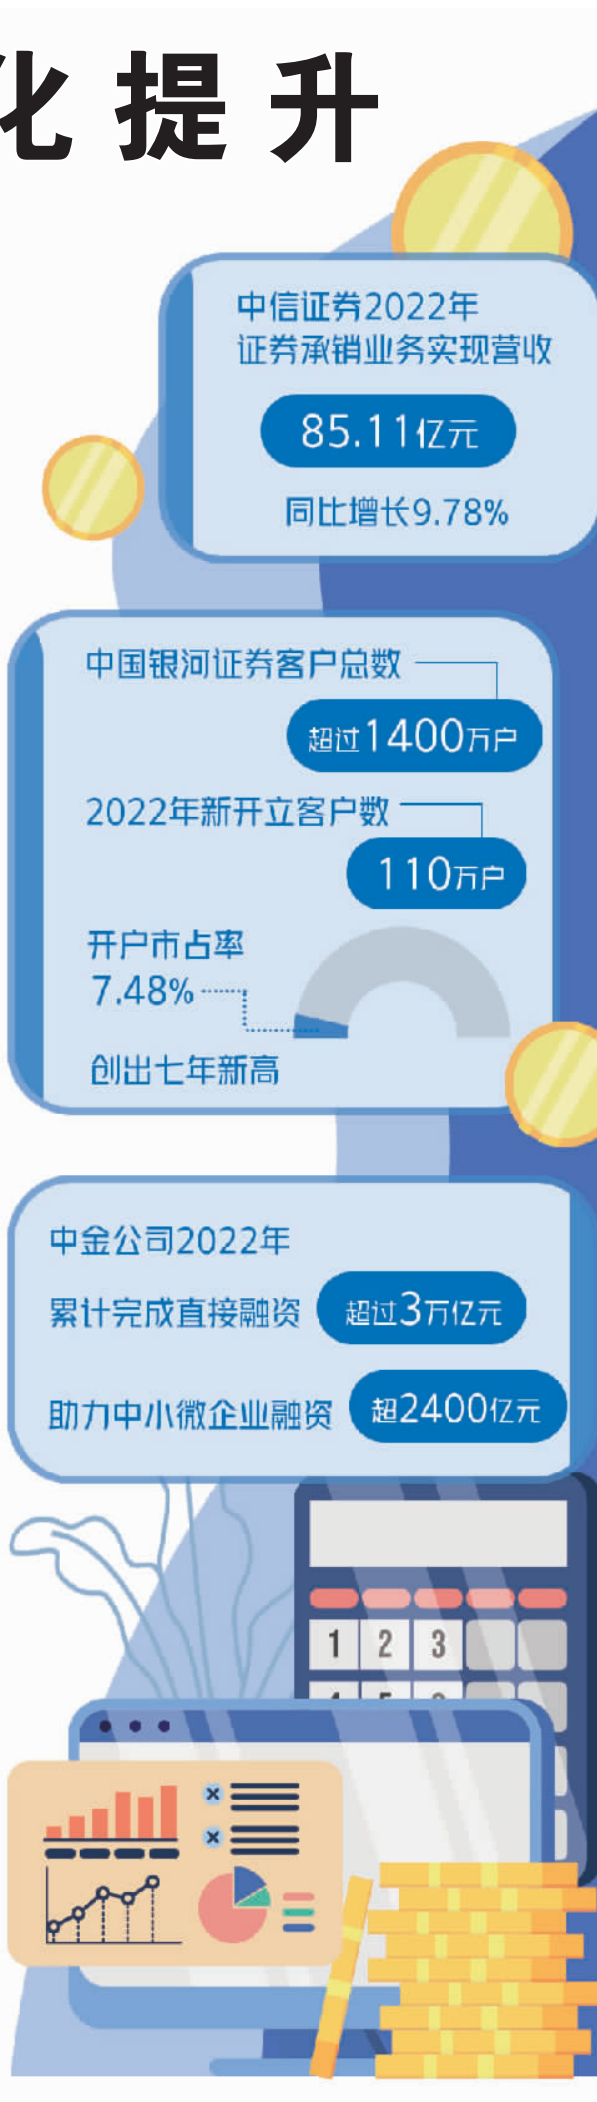 化提升
中信证券2022年
证券承销业务实现营收
85.11亿元
同比增长9.78%
中国银河证券客户总数
超过1400万户
2022年新开立客户数
110万户
开户市占率
7.48%
创出七年新高
中金公司2022年
累计完成直接融资 超过3万亿元
助力中小微企业融资 超2400亿元
1 2 3